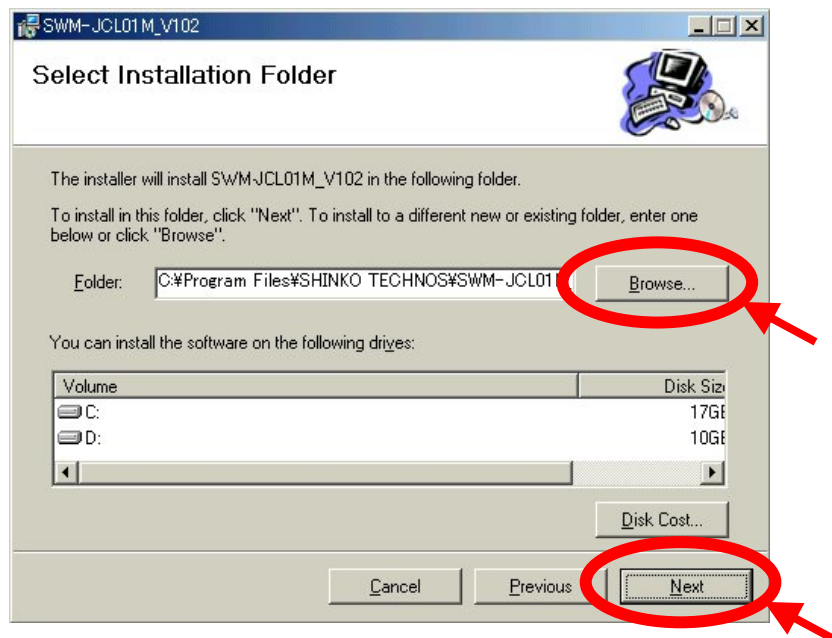 SWM-JCL01M_V102
Select Installation Folder
The installer will install SWM-JCL01M_V102 in the following folder.
To install in this folder, click "Next". To install to a different new or existing folder, enter one
below or click "Browse".
Folder: C:¥Program Files¥SHINKO TECHNOS¥SWM-JCL01 Browse...
You can install the software on the following drives:
Volume Disk Siz
C: 17GB
D: 10GB
Disk Cost...
Cancel Previous Next